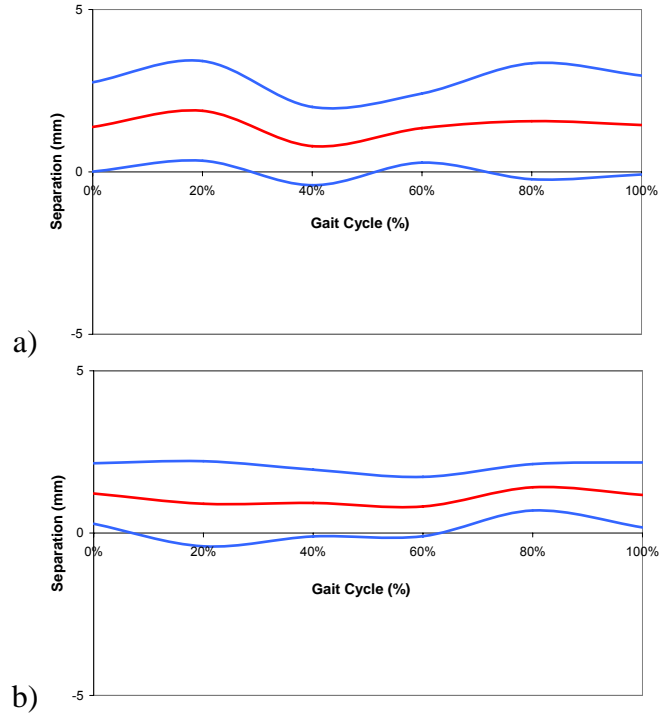 5
Separation (mm)
0
0% 20% 40% 60% 80% 100%
Gait Cycle (%)
-5
a)
5
Separation (mm)
0
0% 20% 40% 60% 80% 100%
Gait Cycle (%)
-5
b)